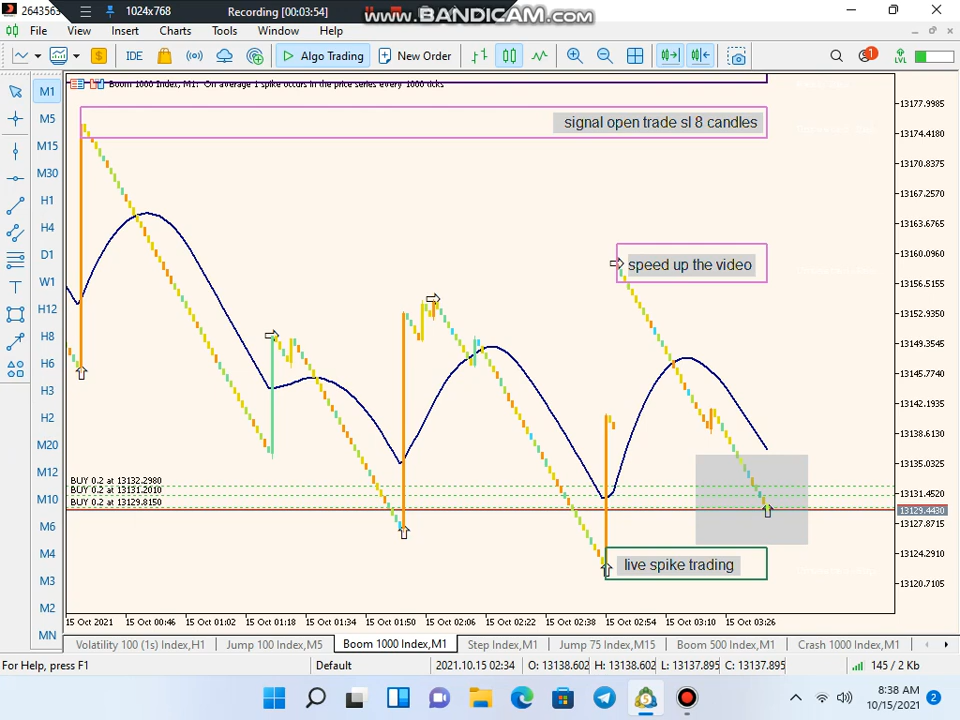 2643563
1024x768
Recording [00:03:54]
www.BANDICAM.com
File View Insert Charts Tools Window Help
IDE
Algo Trading
New Order
1
LVL
M1
M5
M15
M30
H1
H4
D1
W1
H12
H8
H6
H3
H2
M20
M12
M10
M6
M4
M3
M2
MN
Boom 1000 Index, M1: On average 1 spike occurs in the price series every 1000 ticks
signal open trade sl 8 candles
speed up the video
live spike trading
BUY 0.2 at 13132.2980
BUY 0.2 at 13131.2010
BUY 0.2 at 13129.8150
13177.9985
13174.4180
13170.8375
13167.2570
13163.6765
13160.0960
13156.5155
13152.9350
13149.3545
13145.7740
13142.1935
13138.6130
13135.0325
13131.4520
13129.4430
13127.8715
13124.2910
13120.7105
15 Oct 2021 15 Oct 00:46 15 Oct 01:02 15 Oct 01:18 15 Oct 01:34 15 Oct 01:50 15 Oct 02:06 15 Oct 02:22 15 Oct 02:38 15 Oct 02:54 15 Oct 03:10 15 Oct 03:26
Volatility 100 (1s) Index,H1 Jump 100 Index,M5 Boom 1000 Index,M1 Step Index,M1 Jump 75 Index,M15 Boom 500 Index,M1 Crash 1000 Index,M1
For Help, press F1 Default 2021.10.15 02:34 O: 13138.602 H: 13138.602 L: 13137.895 C: 13137.895 145 / 2 Kb
8:38 AM
10/15/2021
2